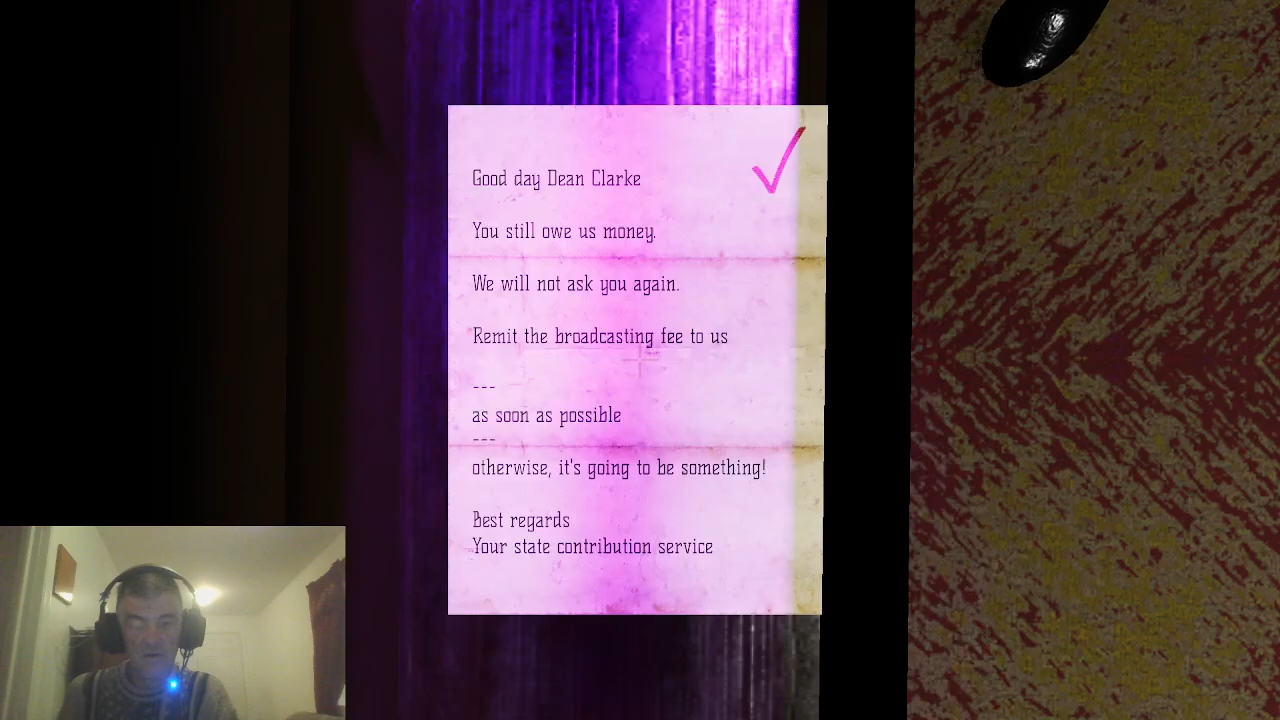 Good day Dean Clarke
You still owe us money.
We will not ask you again.
Remit the broadcasting fee to us
---
as soon as possible
---
otherwise, it's going to be something!
Best regards
Your state contribution service